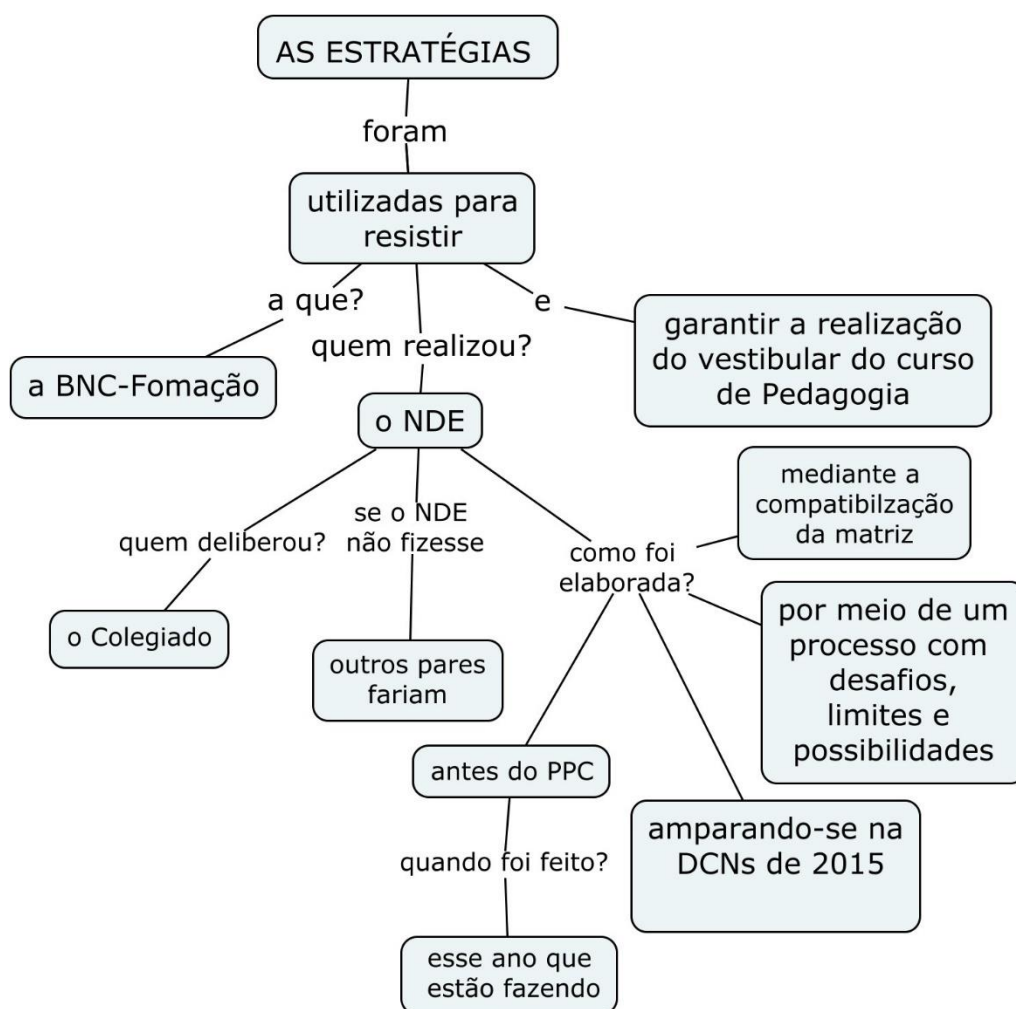 AS ESTRATÉGIAS
foram
utilizadas para
resistir
a que?
e
quem realizou?
garantir a realização
do vestibular do curso
de Pedagogia
a BNC-Fomação
o NDE
mediante a
compatibilzação
da matriz
se o NDE
não fizesse
quem deliberou?
como foi
elaborada?
por meio de um
processo com
desafios,
limites e
possibilidades
o Colegiado
outros pares
fariam
antes do PPC
amparando-se na
DCNs de 2015
quando foi feito?
esse ano que
estão fazendo